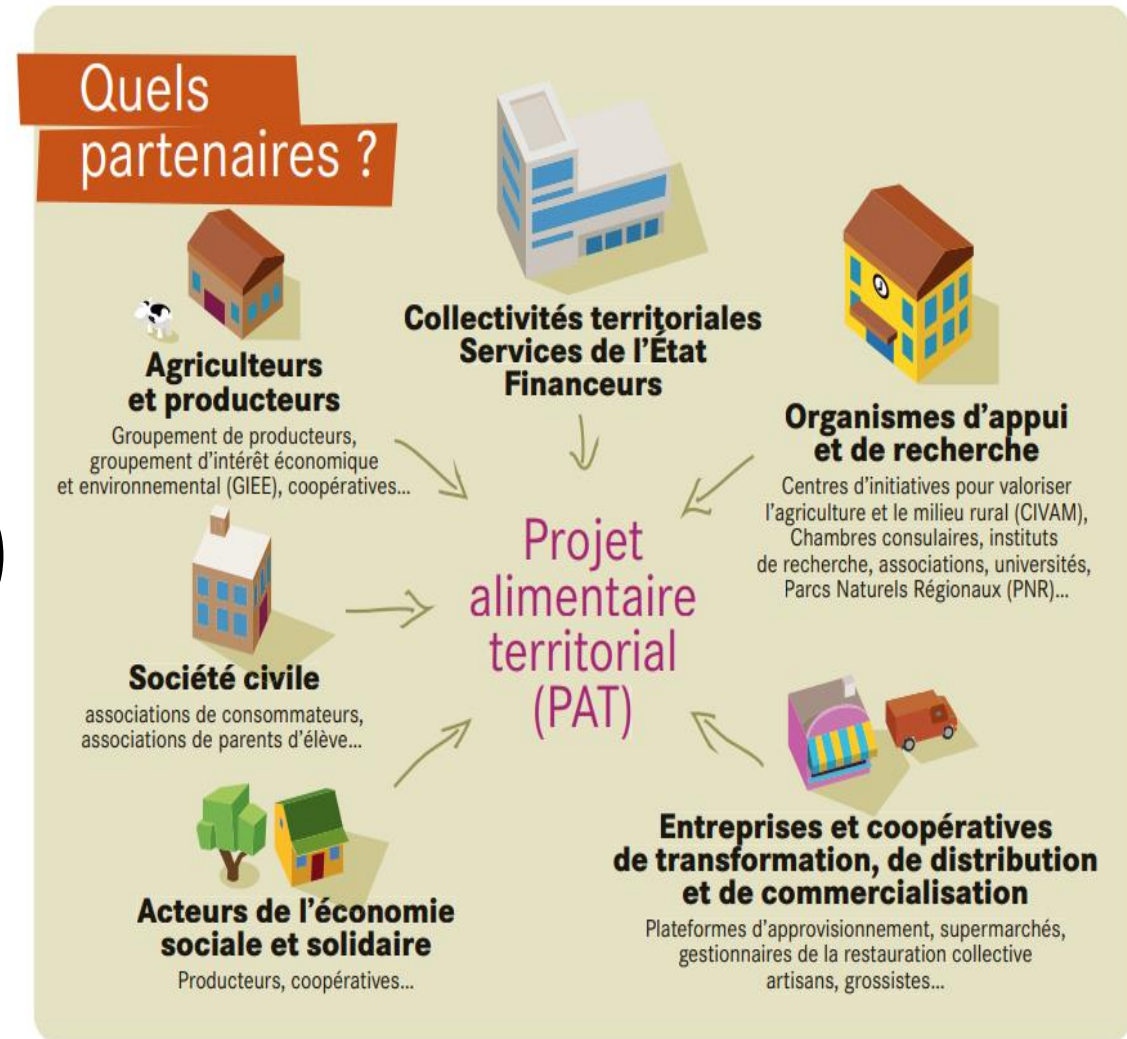 Quels
partenaires ?
Collectivités territoriales
Services de l'État
Financeurs
Agriculteurs
et producteurs
Groupement de producteurs,
groupement d'intérêt économique
et environnemental (GIEE), coopératives...
Organismes d'appui
et de recherche
Centres d'initiatives pour valoriser
l'agriculture et le milieu rural (CIVAM),
Chambres consulaires, instituts
de recherche, associations, universités,
Parcs Naturels Régionaux (PNR)...
Projet
alimentaire
territorial
(PAT)
Société civile
associations de consommateurs,
associations de parents d'élève...
Acteurs de l'économie
sociale et solidaire
Producteurs, coopératives...
Entreprises et coopératives
de transformation, de distribution
et de commercialisation
Plateformes d'approvisionnement, supermarchés,
gestionnaires de la restauration collective
artisans, grossistes...
)